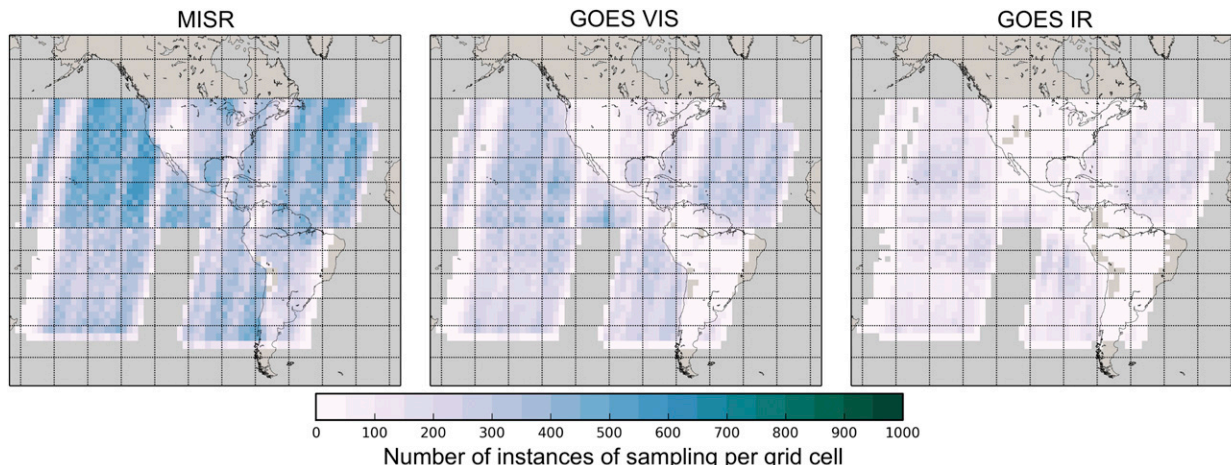 MISR
GOES VIS
GOES IR
0 100 200 300 400 500 600 700 800 900 1000
Number of instances of sampling per grid cell